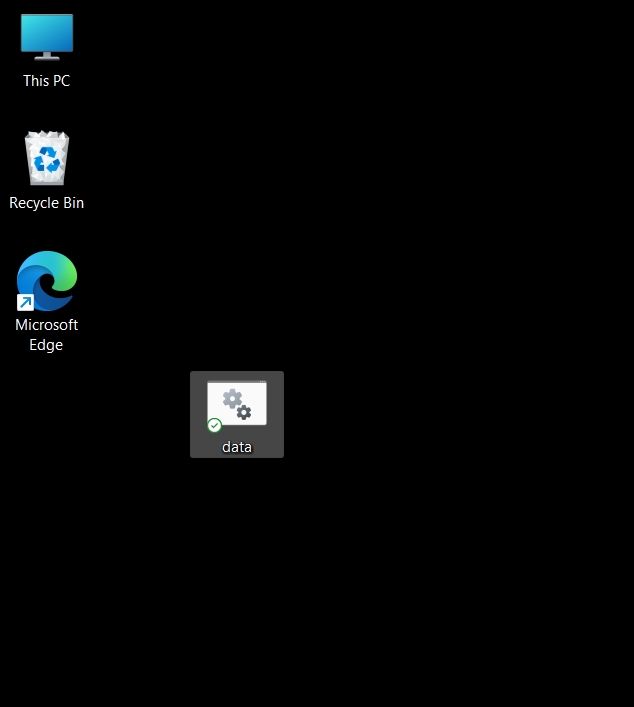 This PC
Recycle Bin
Microsoft
Edge
data